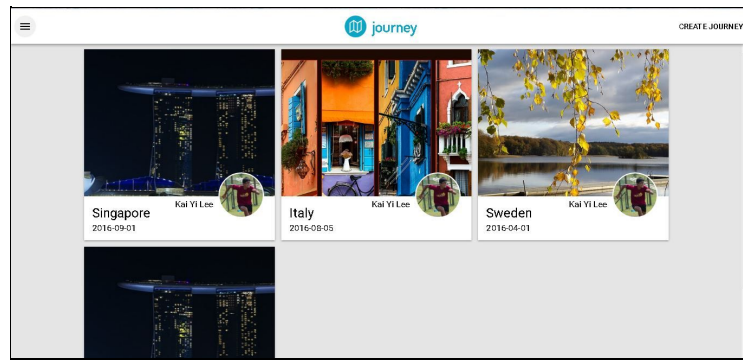 journey
CREATE JOURNEY
Kai Yi Lee
Singapore
2016-09-01
Kai Yi Lee
Italy
2016-08-05
Kai Yi Lee
Sweden
2016-04-01